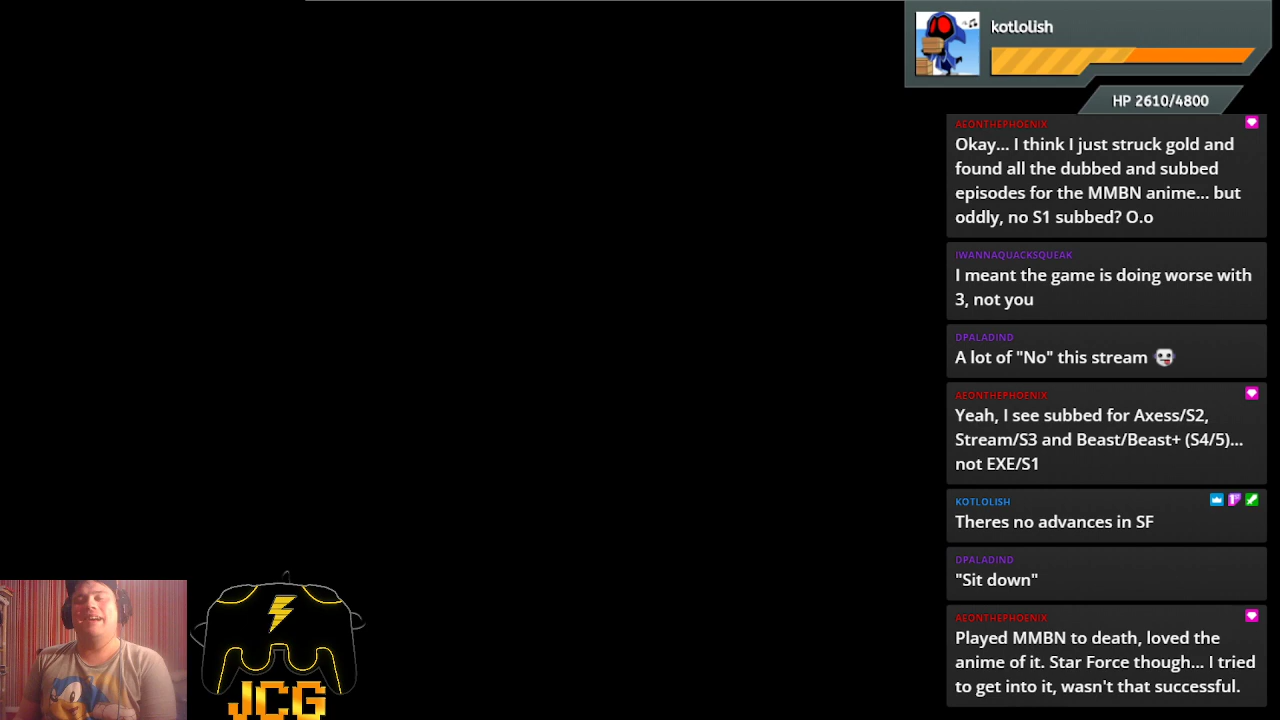 kotlolish
HP 2610/4800
AEONTHEPHOENIX
Okay... I think I just struck gold and
found all the dubbed and subbed
episodes for the MMBN anime... but
oddly, no S1 subbed? O.o
IWANNAQUACKSQUEAK
I meant the game is doing worse with
3, not you
DPALADIND
A lot of "No" this stream
AEONTHEPHOENIX
Yeah, I see subbed for Axess/S2,
Stream/S3 and Beast/Beast+ (S4/5)...
not EXE/S1
KOTLOLISH
Theres no advances in SF
DPALADIND
"Sit down"
AEONTHEPHOENIX
Played MMBN to death, loved the
anime of it. Star Force though... I tried
to get into it, wasn't that successful.
JCG